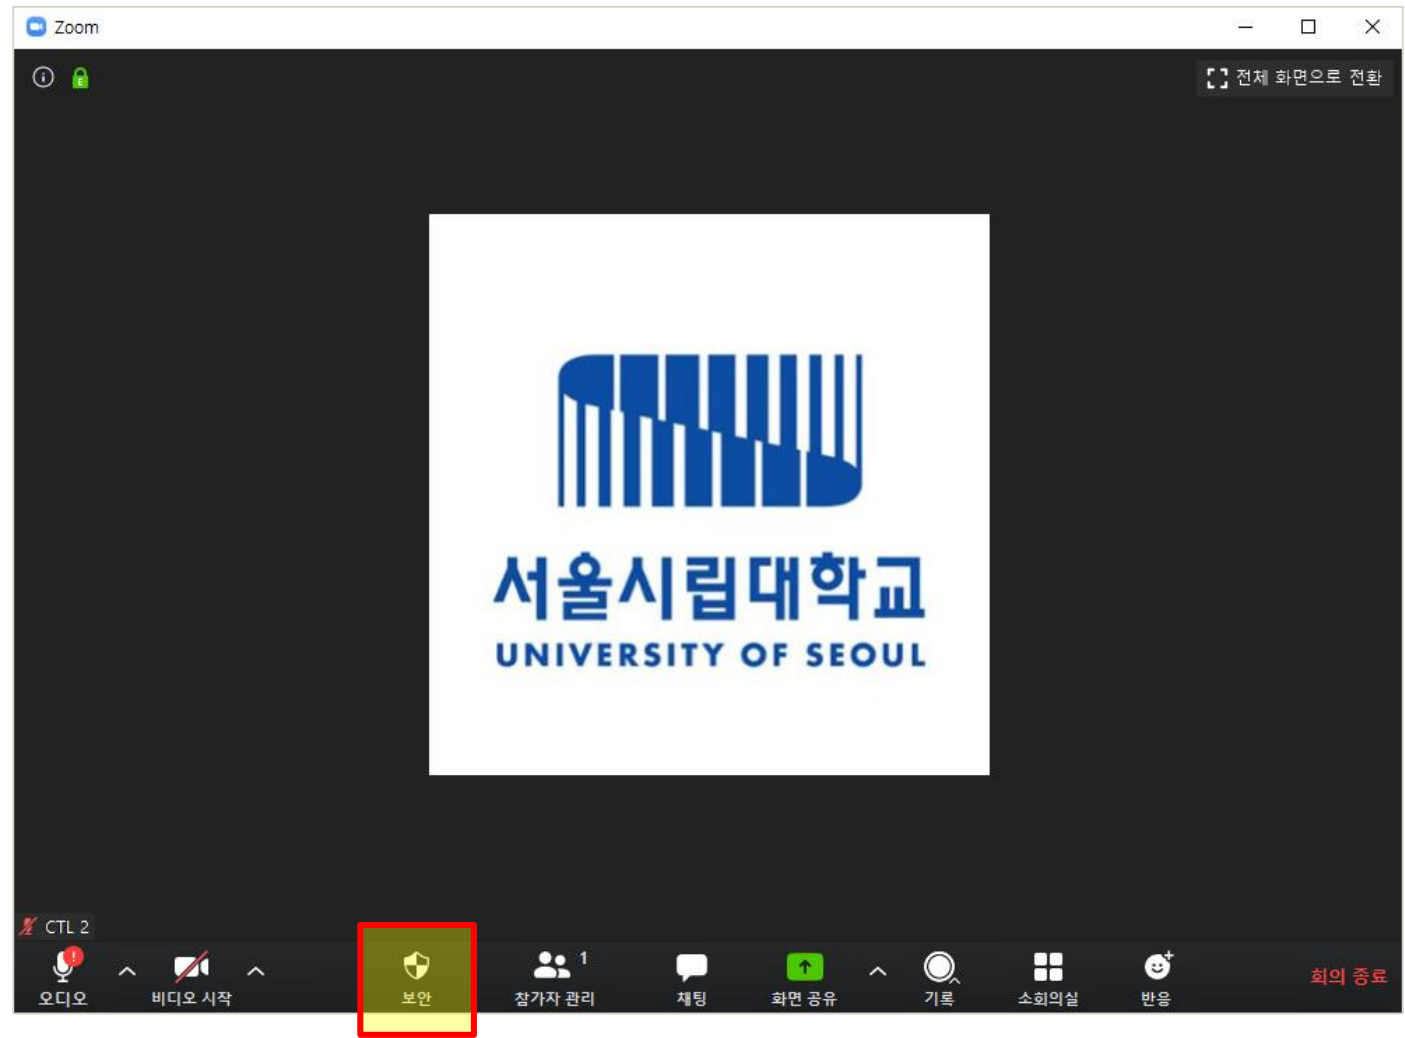 Zoom
전체 화면으로 전환
서울시립대학교
UNIVERSITY OF SEOUL
CTL 2
오디오
비디오 시작
보안
1
참가자 관리
채팅
화면 공유
기록
소회의실
반응
회의 종료